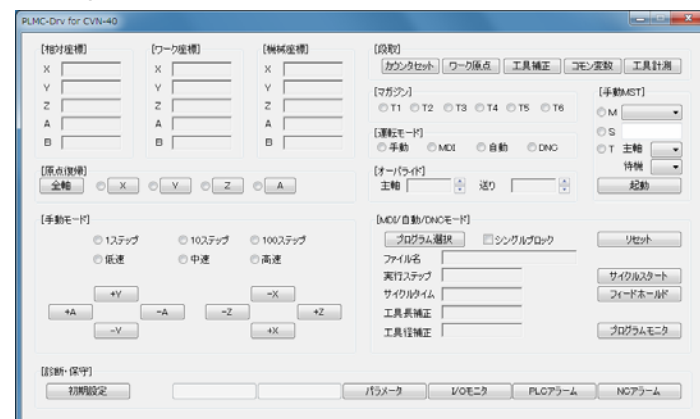 PLMC-Drv for CVN-40
[相対座標]
X
Y
Z
A
B
[ワーク座標]
X
Y
Z
A
B
[機械座標]
X
Y
Z
A
B
[原点復帰]
全軸 X Y Z A
[段取]
カウンタセット ワーク原点 工具補正 コモン変数 工具計測
[マガジン]
T1 T2 T3 T4 T5 T6
[運転モード]
手動 MDI 自動 DNC
[オーバライド]
主軸 送り
[手動MST]
M
S
T 主軸
待機
起動
[手動モード]
1ステップ 10ステップ 100ステップ
低速 中速 高速
+Y -X
+A -A -Z +Z
-Y +X
[MDI/自動/DNCモード]
プログラム選択 シングルブロック リセット
ファイル名
実行ステップ サイクルスタート
サイクルタイム フィードホールド
工具長補正
工具径補正 プログラムモニタ
[診断・保守]
初期設定 パラメータ I/Oモニタ PLCアラーム NCアラーム